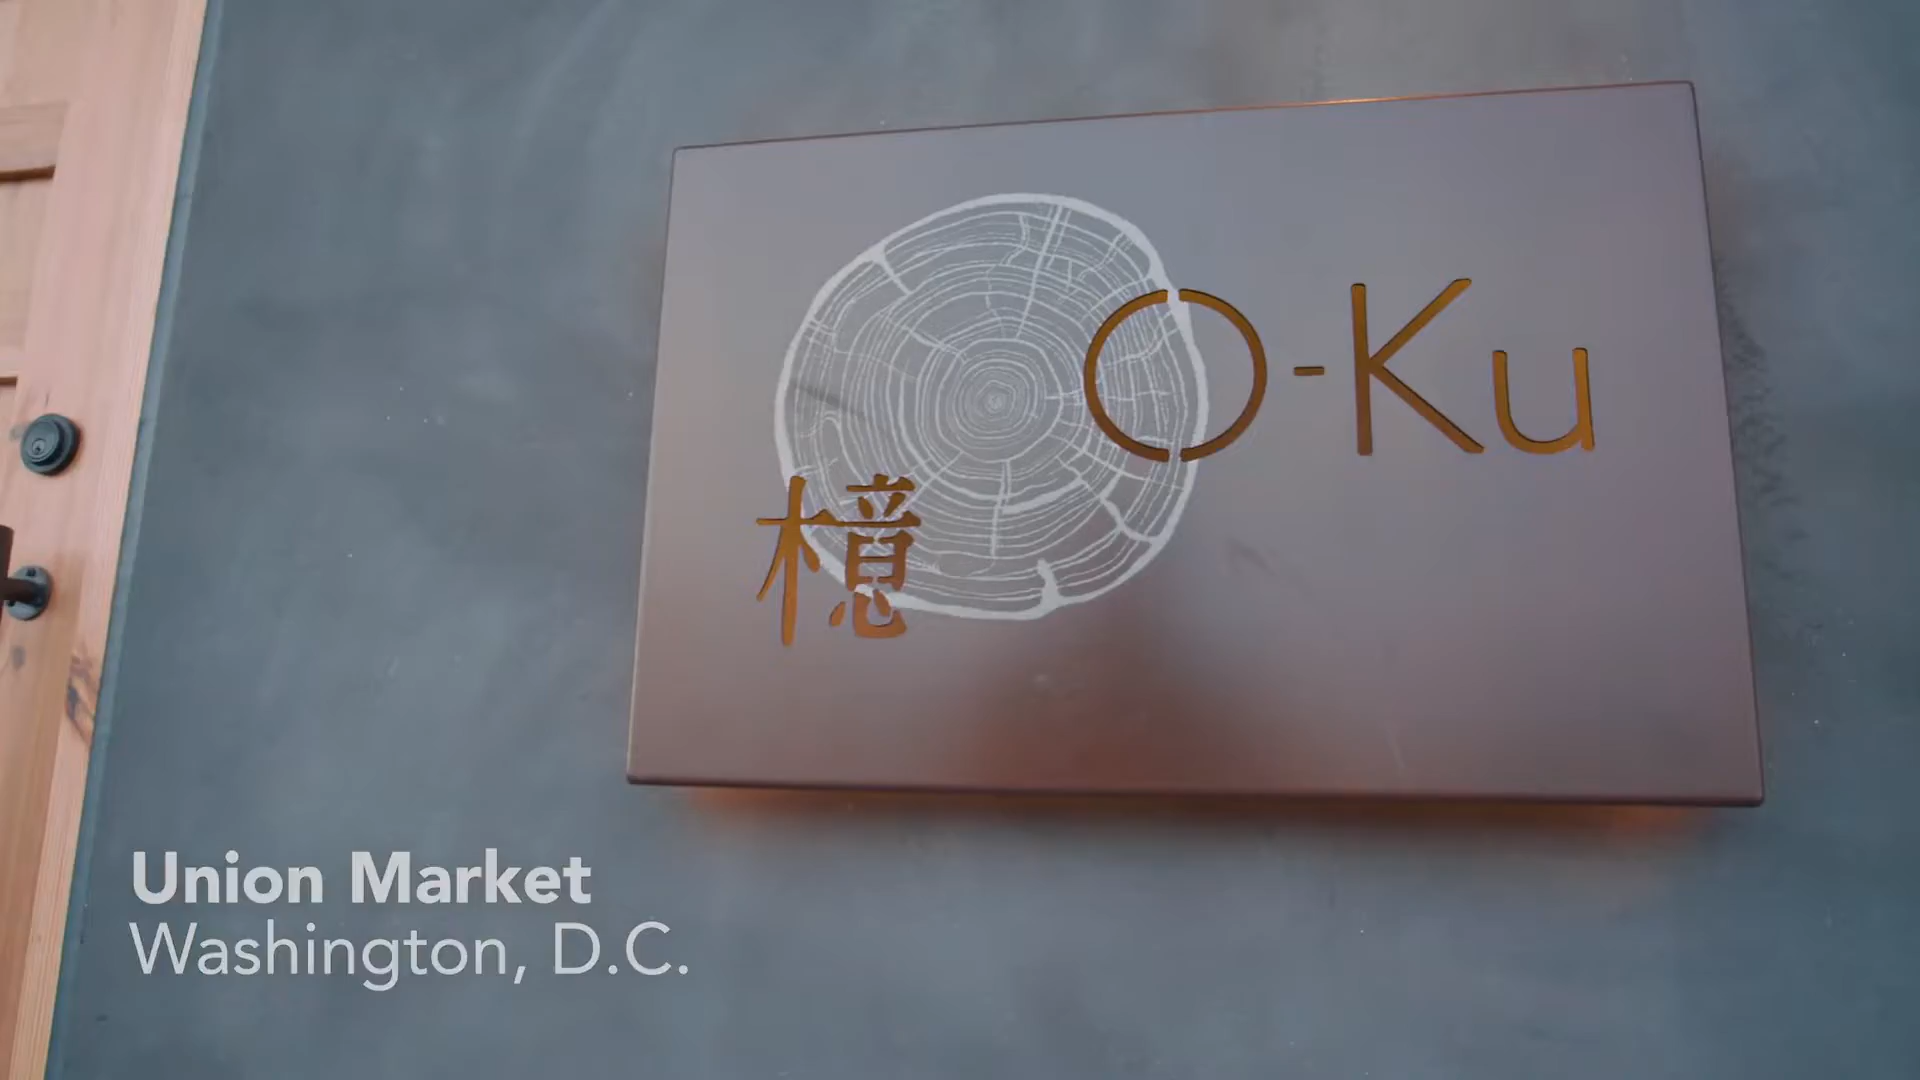 O-Ku
檍
Union Market
Washington, D.C.